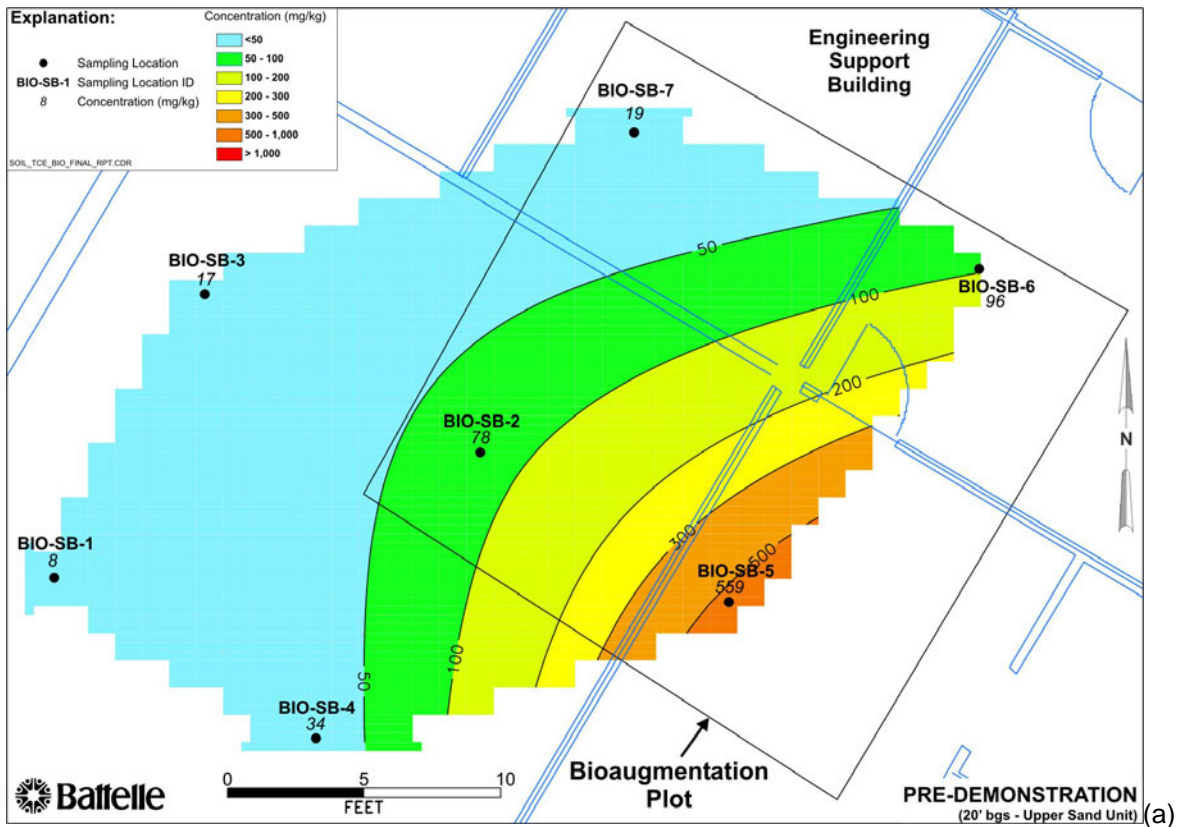 Explanation:
Sampling Location
BIO-SB-1 Sampling Location ID
8 Concentration (mg/kg)
SOIL_TCE_BIO_FINAL_RPT.CDR
Concentration (mg/kg)
<50
50 - 100
100 - 200
200 - 300
300 - 500
500 - 1,000
> 1,000
Engineering
Support
Building
BIO-SB-7
19
BIO-SB-3
17
50
BIO-SB-6
96
100
200
BIO-SB-2
78
300
500
BIO-SB-5
559
BIO-SB-1
8
N
50
100
BIO-SB-4
34
Bioaugmentation
Plot
Battelle
0 5 10
FEET
PRE-DEMONSTRATION
(20' bgs - Upper Sand Unit)
(a)